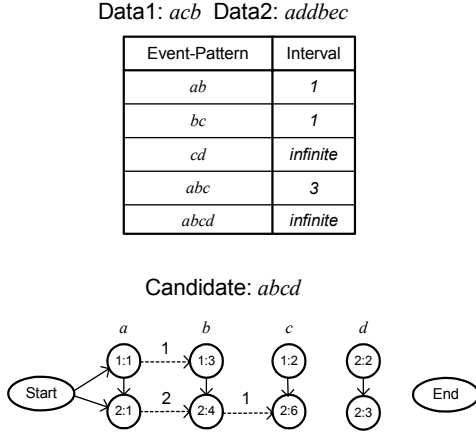 Data1: acb Data2: addbec
Event-Pattern Interval
ab 1
bc 1
cd infinite
abc 3
abcd infinite
Candidate: abcd
a b c d
1
1:1 1:3 1:2 2:2
Start End
2 1
2:1 2:4 2:6 2:3